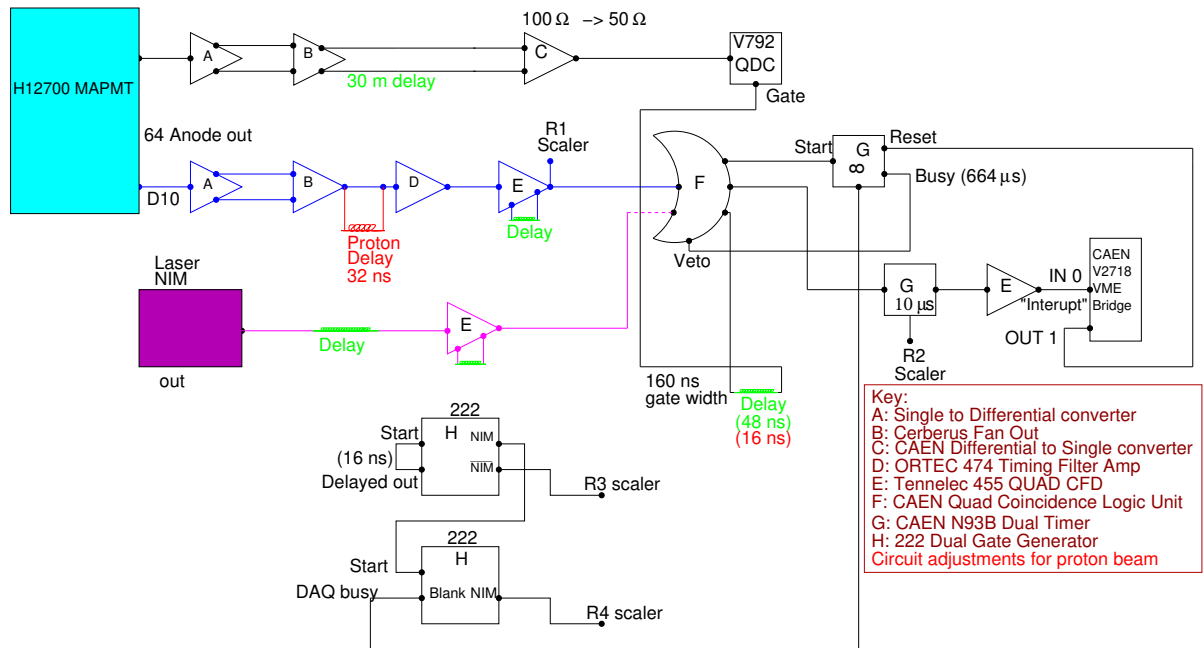 100 Ω -> 50 Ω
H12700 MAPMT
A
B
C
V792
QDC
30 m delay
Gate
64 Anode out
R1
Scaler
Start
G
∞
Reset
Busy (664 μs)
D10
A
B
D
E
F
Proton
Delay
32 ns
Delay
Veto
Laser
NIM
out
Delay
E
G
10 μs
R2
Scaler
E
IN 0
"Interupt"
OUT 1
CAEN
V2718
VME
Bridge
160 ns
gate width
Delay
(48 ns)
(16 ns)
222
H
NIM
NIM
Start
(16 ns)
Delayed out
R3 scaler
222
H
Start
DAQ busy
Blank NIM
R4 scaler
Key:
A: Single to Differential converter
B: Cerberus Fan Out
C: CAEN Differential to Single converter
D: ORTEC 474 Timing Filter Amp
E: Tennelec 455 QUAD CFD
F: CAEN Quad Coincidence Logic Unit
G: CAEN N93B Dual Timer
H: 222 Dual Gate Generator
Circuit adjustments for proton beam